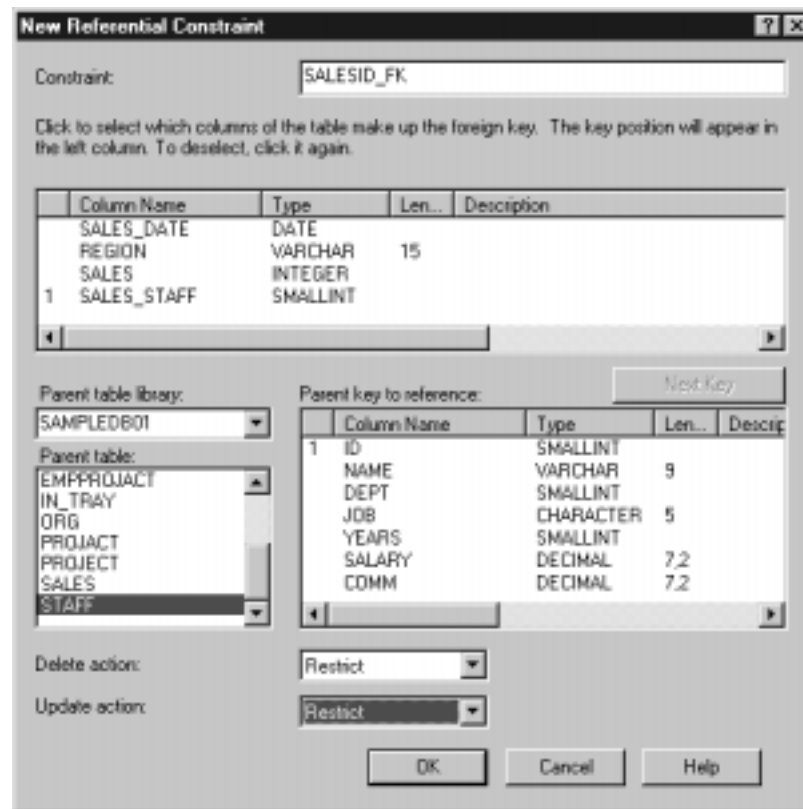 New Referential Constraint
Constraint: SALESID_FK
Click to select which columns of the table make up the foreign key. The key position will appear in
the left column. To deselect, click it again.
Column Name Type Len... Description
SALES_DATE DATE
REGION VARCHAR 15
SALES INTEGER
1 SALES_STAFF SMALLINT
Next Key
Parent table library: Parent key to reference:
SAMPLEDB01
Column Name Type Len... Descrip
Parent table:
1 ID SMALLINT
EMPPROJACT
NAME VARCHAR 9
IN_TRAY
DEPT SMALLINT
ORG
JOB CHARACTER 5
PROJACT
YEARS SMALLINT
PROJECT
SALARY DECIMAL 7,2
SALES
COMM DECIMAL 7,2
STAFF
Delete action: Restrict
Update action: Restrict
OK Cancel Help